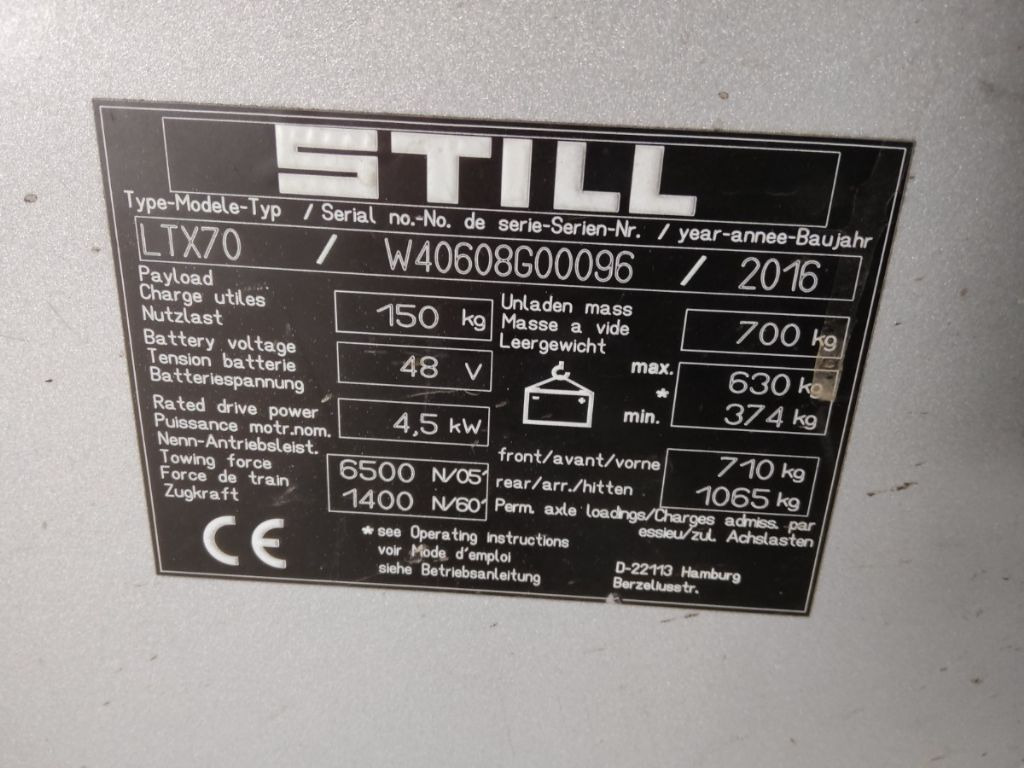 STILL
Type-Modele-Typ / Serial no.-No. de serie-Serien-Nr. / year-annee-Baujahr
LTX70 / W40608G00096 / 2016
Payload
Charge utiles
Nutzlast
150 kg
Unladen mass
Masse a vide
Leergewicht
700 kg
Battery voltage
Tension batterie
Batteriespannung
48 V
max. 630 kg
*
min. 374 kg
- +
Rated drive power
Puissance motr.nom.
Nenn-Antriebsleist.
4,5 kW
Towing force
Force de train
Zugkraft
6500 N/05'
1400 N/60'
front/avant/vorne 710 kg
rear/arr./hitten 1065 kg
Perm. axle loadings/Charges admiss. par
essieu/zul. Achslasten
CE
*see Operating instructions
voir Mode d'emploi
siehe Betriebsanleitung
D-22113 Hamburg
Berzeliusstr.